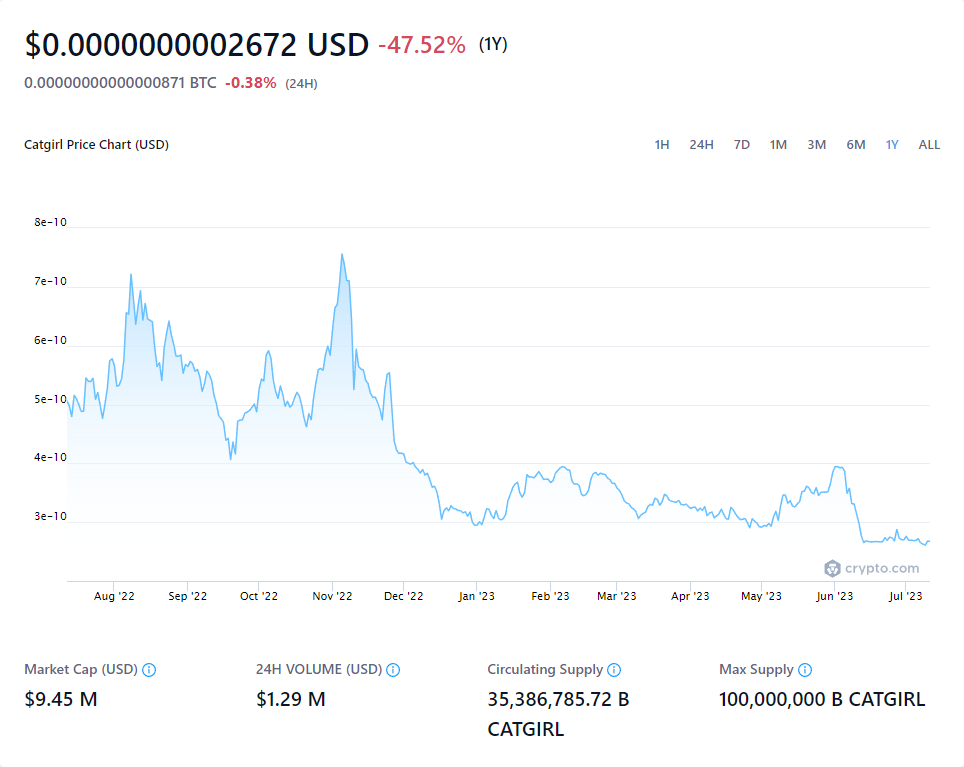 $0.0000000002672 USD -47.52% (1Y)
0.00000000000000871 BTC -0.38% (24H)
Catgirl Price Chart (USD) 1H 24H 7D 1M 3M 6M 1Y ALL
8e-10
7e-10
6e-10
5e-10
4e-10
3e-10
crypto.com
Aug '22 Sep '22 Oct '22 Nov '22 Dec '22 Jan '23 Feb '23 Mar '23 Apr '23 May '23 Jun '23 Jul '23
Market Cap (USD) 24H VOLUME (USD) Circulating Supply Max Supply
$9.45 M $1.29 M 35,386,785.72 B 100,000,000 B CATGIRL
CATGIRL